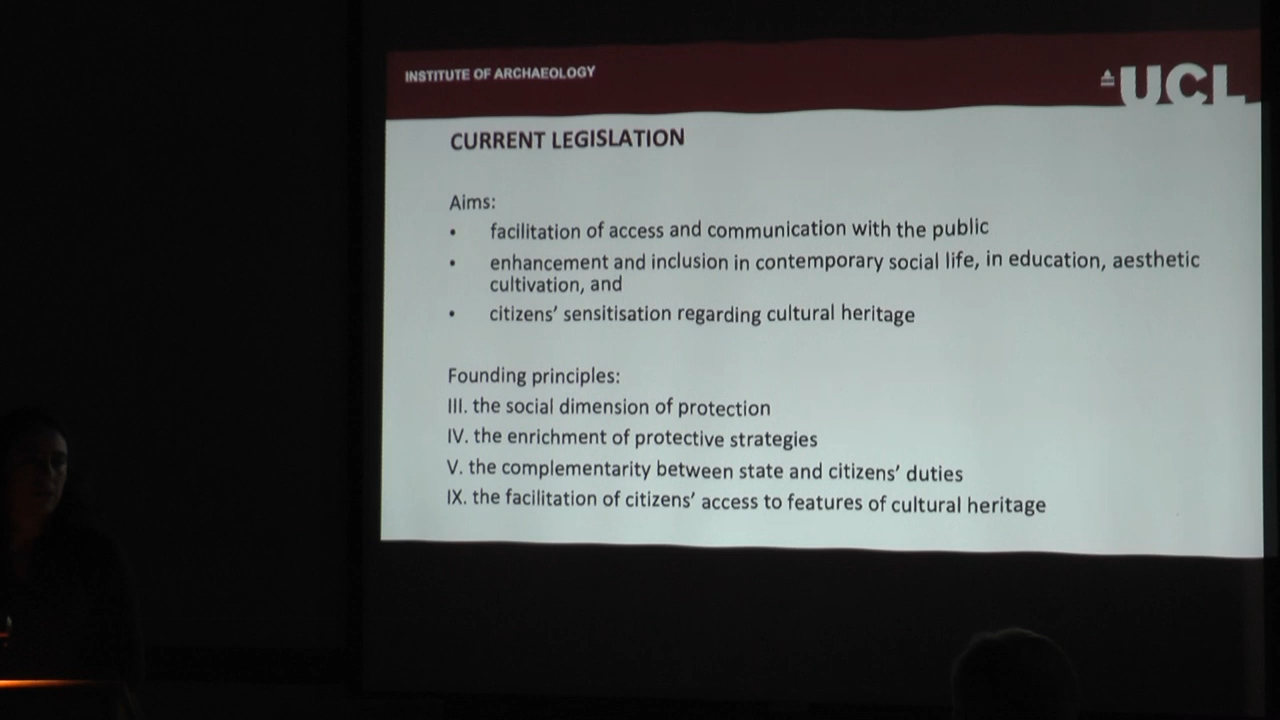 INSTITUTE OF ARCHAEOLOGY
UCL
CURRENT LEGISLATION
Aims:
• facilitation of access and communication with the public
• enhancement and inclusion in contemporary social life, in education, aesthetic
cultivation, and
• citizens’ sensitisation regarding cultural heritage
Founding principles:
III. the social dimension of protection
IV. the enrichment of protective strategies
V. the complementarity between state and citizens’ duties
IX. the facilitation of citizens’ access to features of cultural heritage